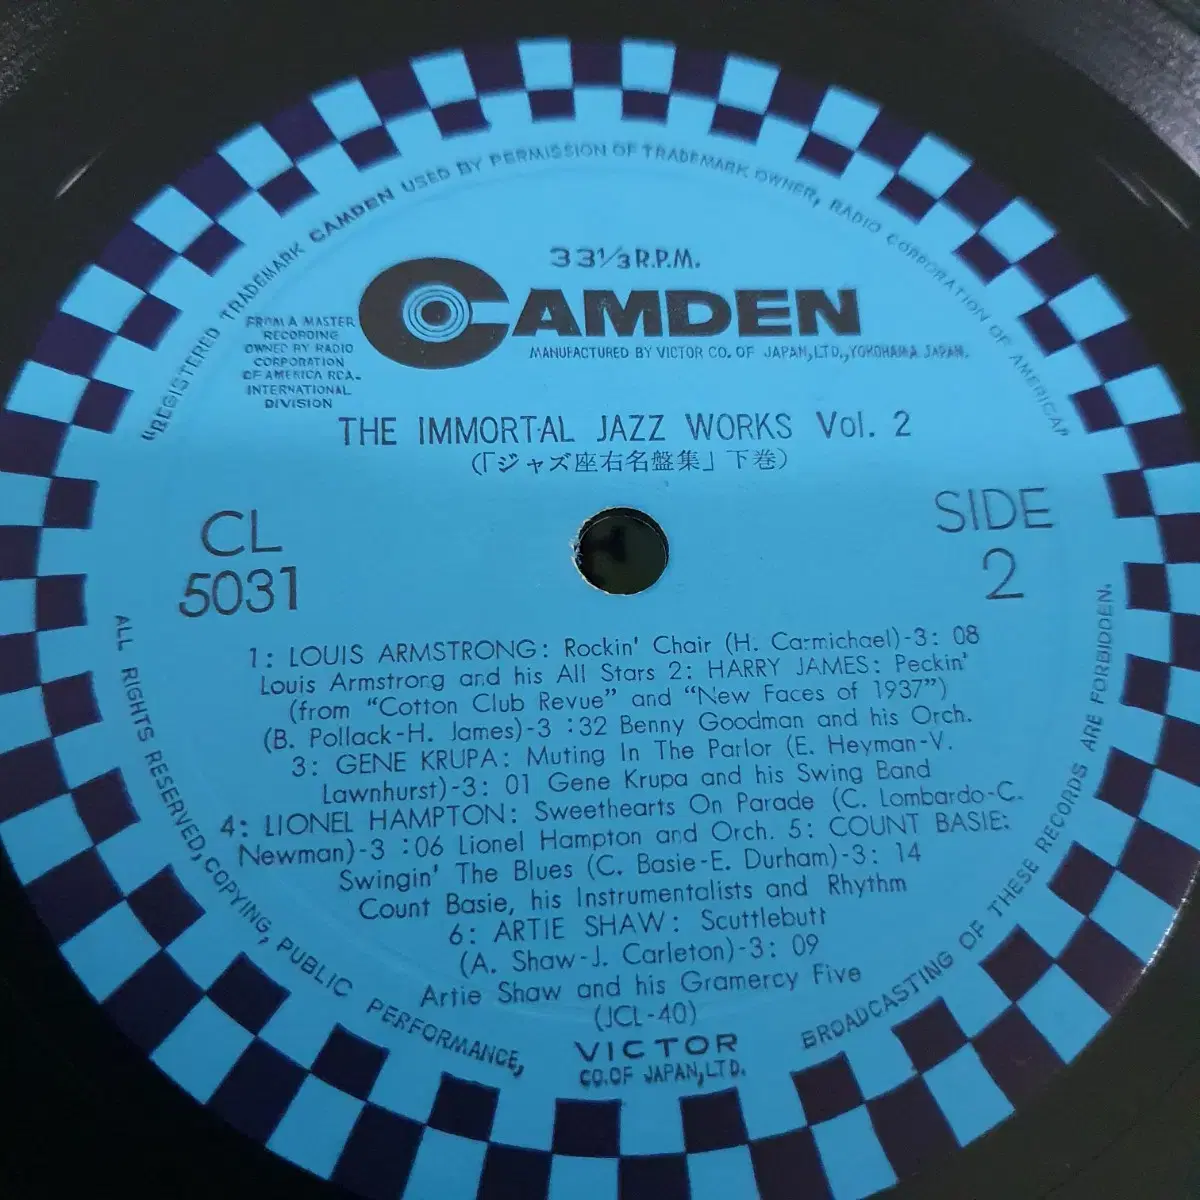 "REGISTERED TRADEMARK CAMDEN USED BY PERMISSION OF TRADEMARK OWNER, RADIO CORPORATION OF AMERICA"
33 1/3 R.P.M.
CAMDEN
MANUFACTURED BY VICTOR CO. OF JAPAN, LTD., YOKOHAMA, JAPAN.
FROM A MASTER
RECORDING
OWNED BY RADIO
CORPORATION
OF AMERICA RCA-
INTERNATIONAL
DIVISION
THE IMMORTAL JAZZ WORKS Vol. 2
(「ジャズ座右名盤集」下巻)
CL
5031
SIDE
2
1: LOUIS ARMSTRONG: Rockin' Chair (H. Carmichael)-3: 08
Louis Armstrong and his All Stars 2: HARRY JAMES: Peckin'
(from "Cotton Club Revue" and "New Faces of 1937")
(B. Pollack-H. James)-3 :32 Benny Goodman and his Orch.
3: GENE KRUPA: Muting In The Parlor (E. Heyman-V.
Lawnhurst)-3: 01 Gene Krupa and his Swing Band
4: LIONEL HAMPTON: Sweethearts On Parade (C. Lombardo-C.
Newman)-3 :06 Lionel Hampton and Orch. 5: COUNT BASIE:
Swingin' The Blues (C. Basie-E. Durham)-3: 14
Count Basie, his Instrumentalists and Rhythm
6: ARTIE SHAW: Scuttlebutt
(A. Shaw-J. Carleton)-3: 09
Artie Shaw and his Gramercy Five
(JCL-40)
VICTOR
CO.OF JAPAN,LTD.
ALL RIGHTS RESERVED, COPYING, PUBLIC PERFORMANCE, BROADCASTING OF THESE RECORDS ARE FORBIDDEN.